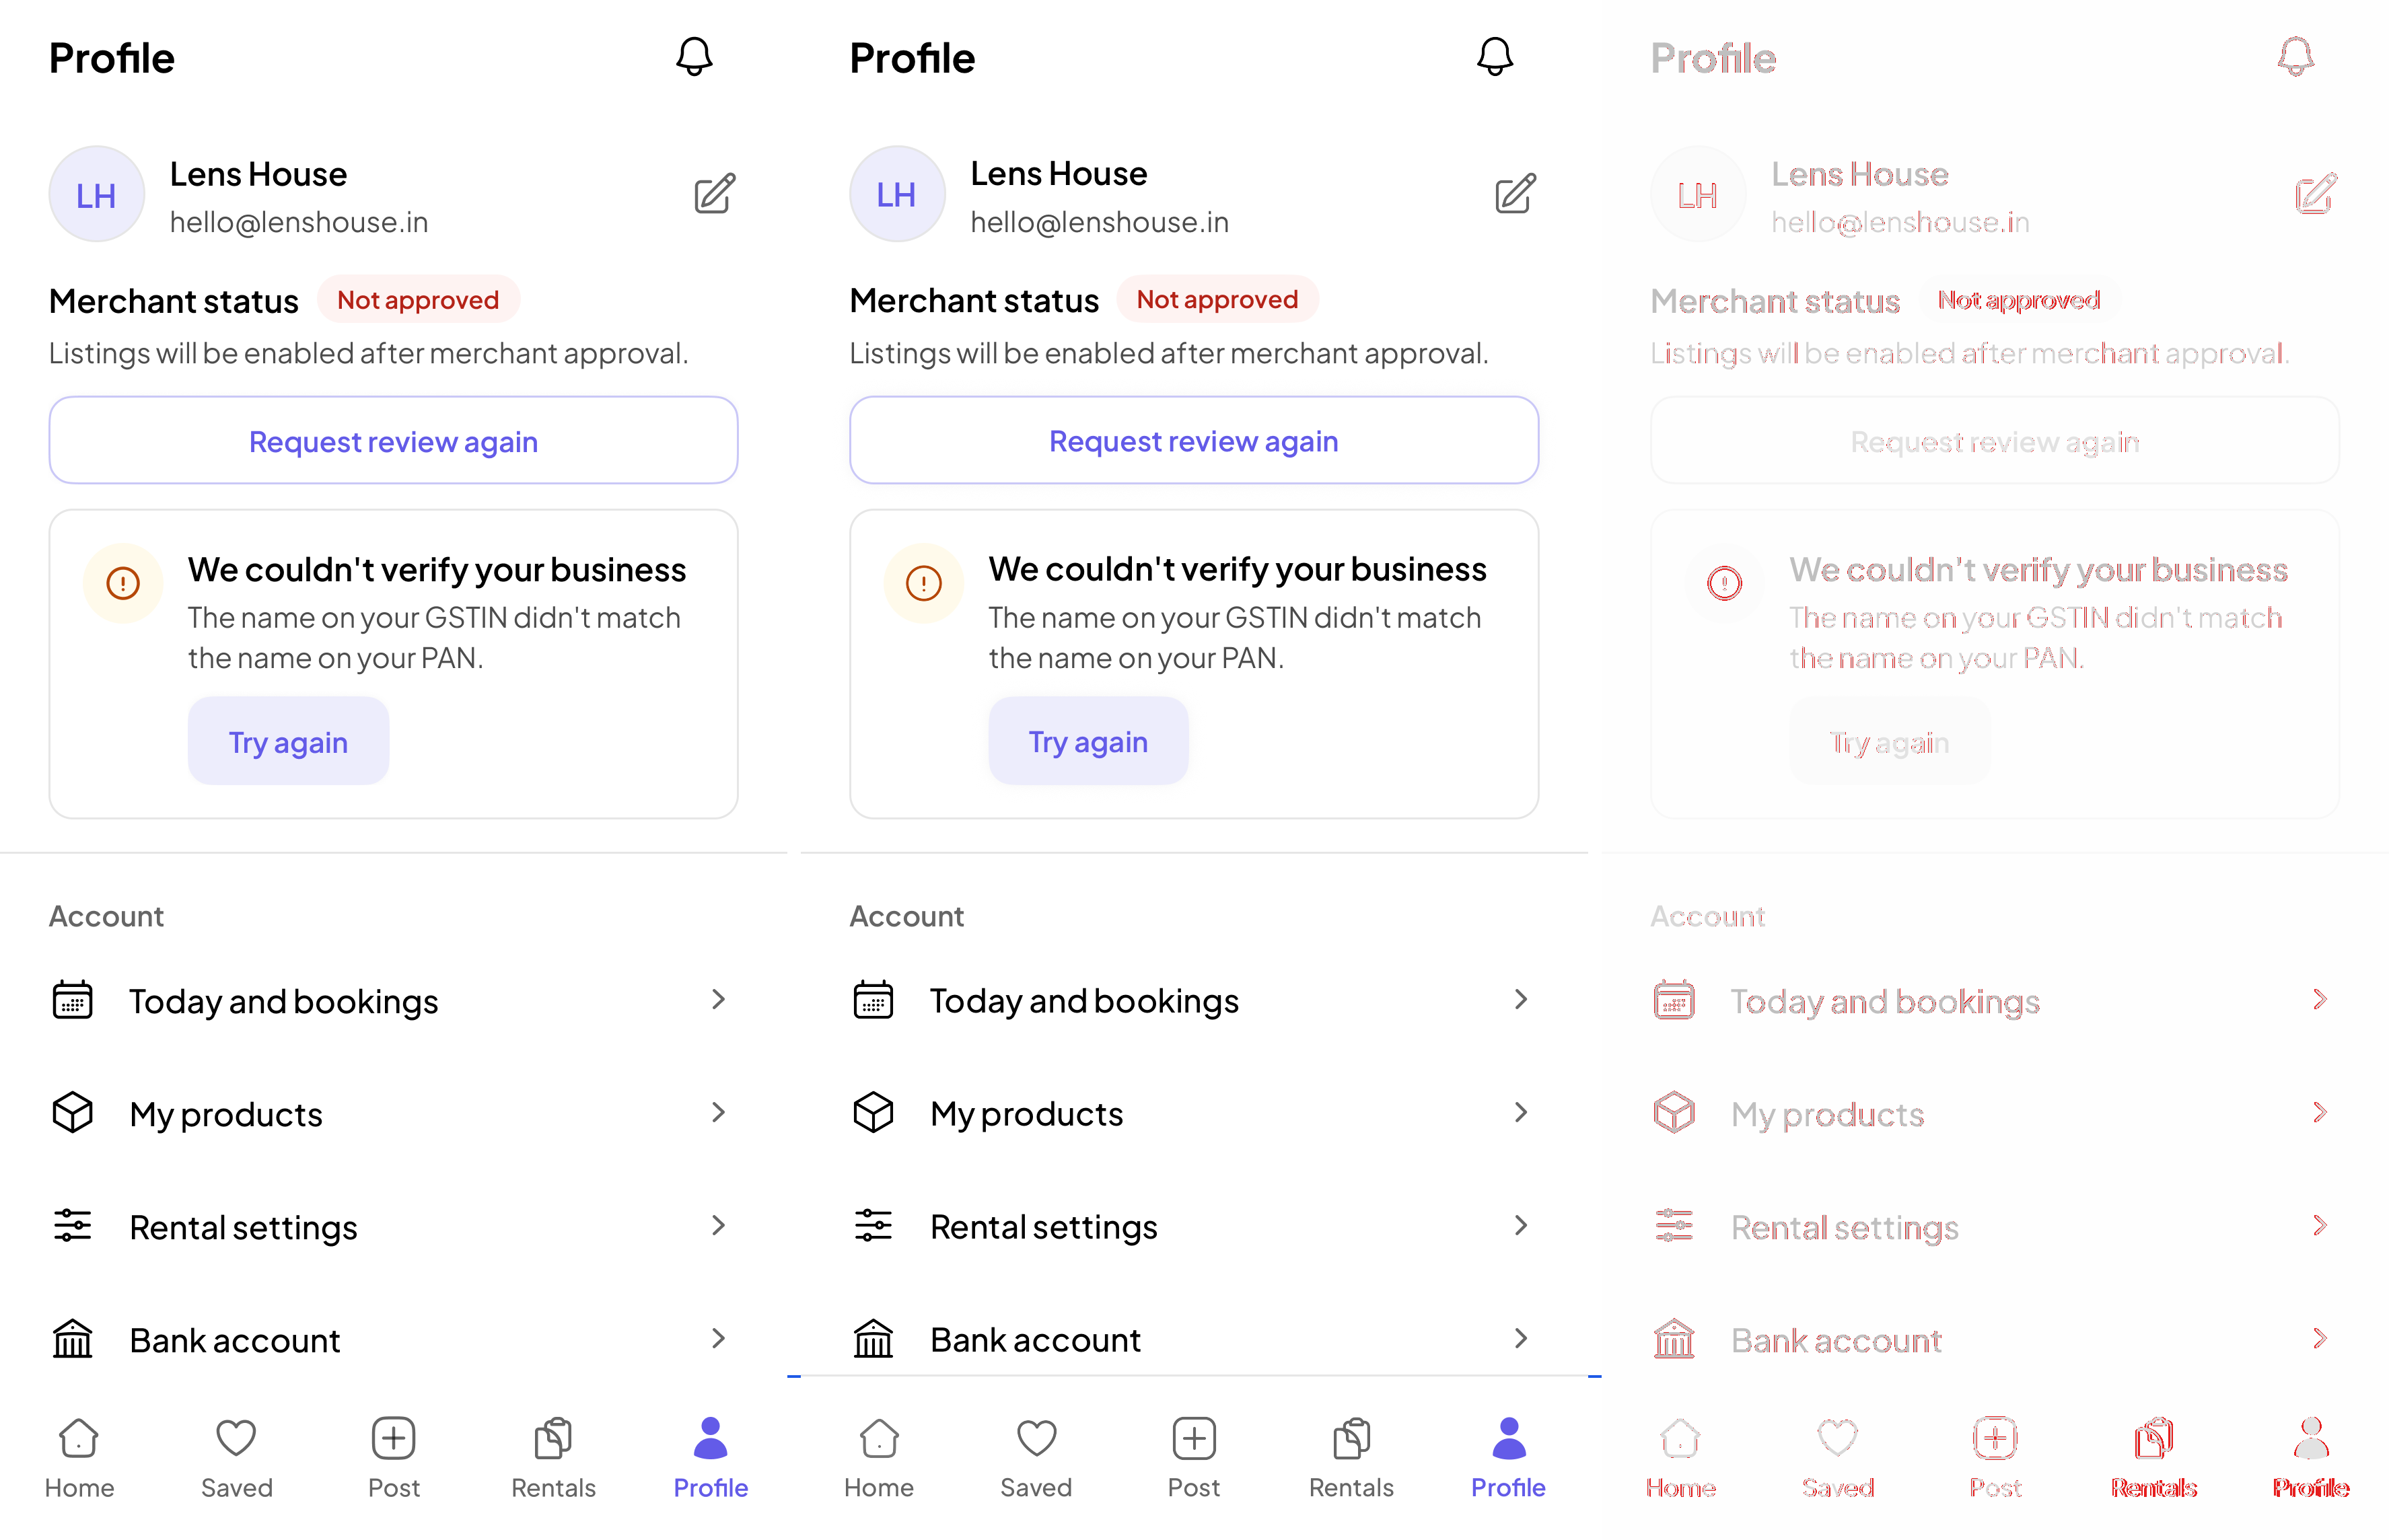 Profile
LH
Lens House
hello@lenshouse.in
Merchant status Not approved
Listings will be enabled after merchant approval.
Request review again
We couldn't verify your business
The name on your GSTIN didn't match
the name on your PAN.
Try again
Account
Today and bookings
My products
Rental settings
Bank account
Home Saved Post Rentals Profile
Profile
LH
Lens House
hello@lenshouse.in
Merchant status Not approved
Listings will be enabled after merchant approval.
Request review again
We couldn't verify your business
The name on your GSTIN didn't match
the name on your PAN.
Try again
Account
Today and bookings
My products
Rental settings
Bank account
Home Saved Post Rentals Profile
Profile
LH
Lens House
hello@lenshouse.in
Merchant status Not approved
Listings will be enabled after merchant approval.
Request review again
We couldn't verify your business
The name on your GSTIN didn't match
the name on your PAN.
Try again
Account
Today and bookings
My products
Rental settings
Bank account
Home Saved Post Rentals Profile